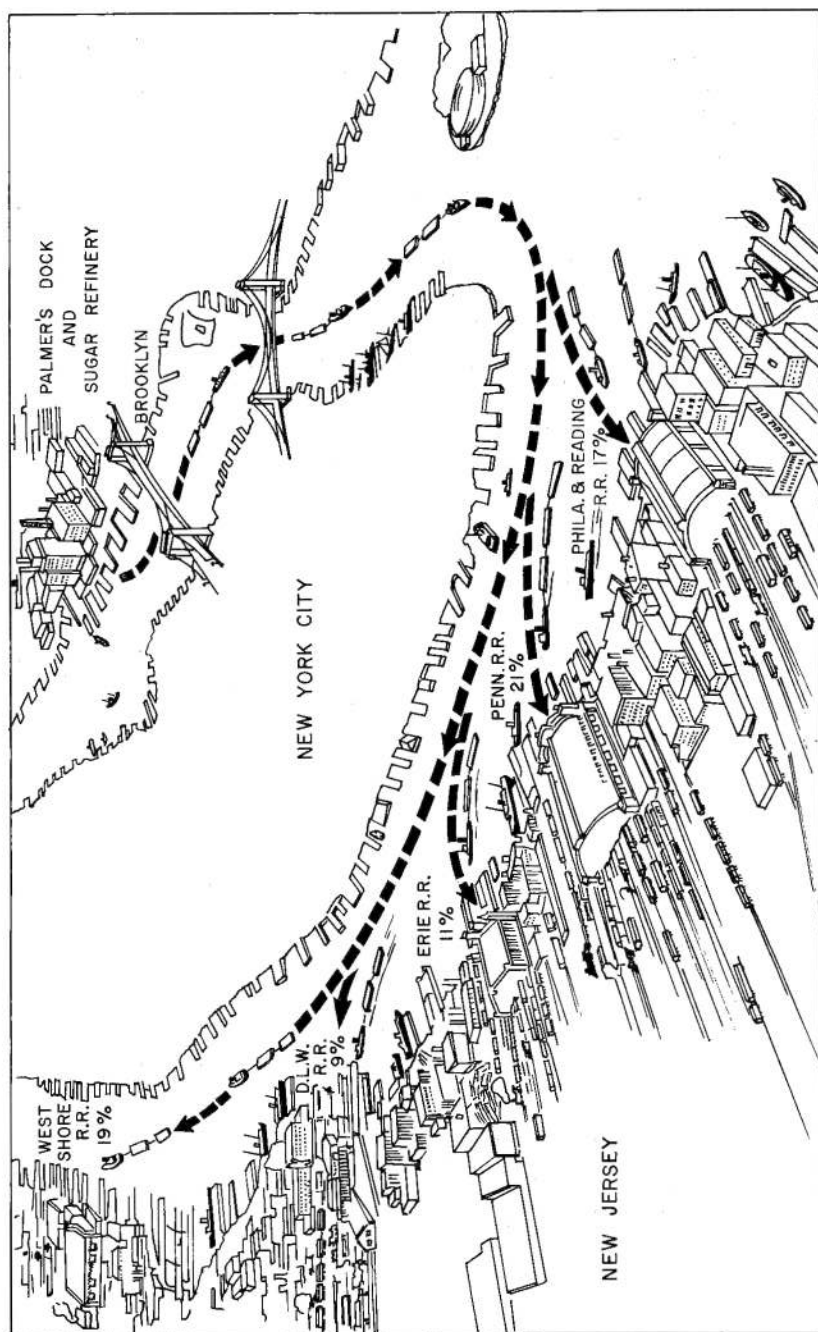 PALMER'S DOCK
AND
SUGAR REFINERY
BROOKLYN
NEW YORK CITY
WEST
SHORE
R.R.
19%
D.L.W.
R.R.
9%
ERIE R.R.
11%
PENN. R.R.
21%
PHILA. & READING
R.R. 17%
NEW JERSEY